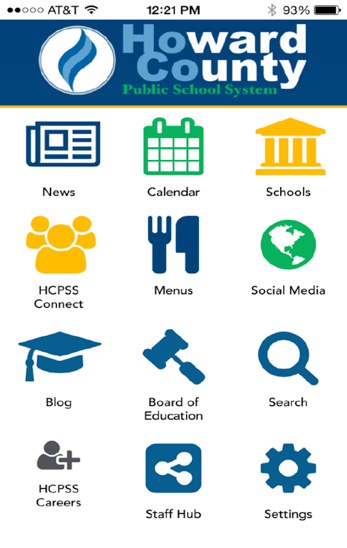 AT&T 12:21 PM 93%
Howard
County
Public School System
News Calendar Schools
HCPSS
Connect
Menus
Social Media
Blog
Board of
Education
Search
HCPSS
Careers
Staff Hub
Settings